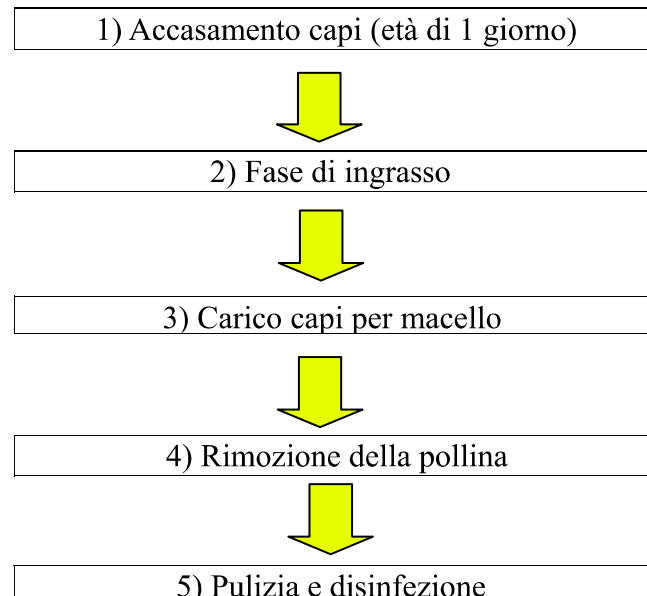 1) Accasamento capi (età di 1 giorno)
2) Fase di ingrasso
3) Carico capi per macello
4) Rimozione della pollina
5) Pulizia e disinfezione